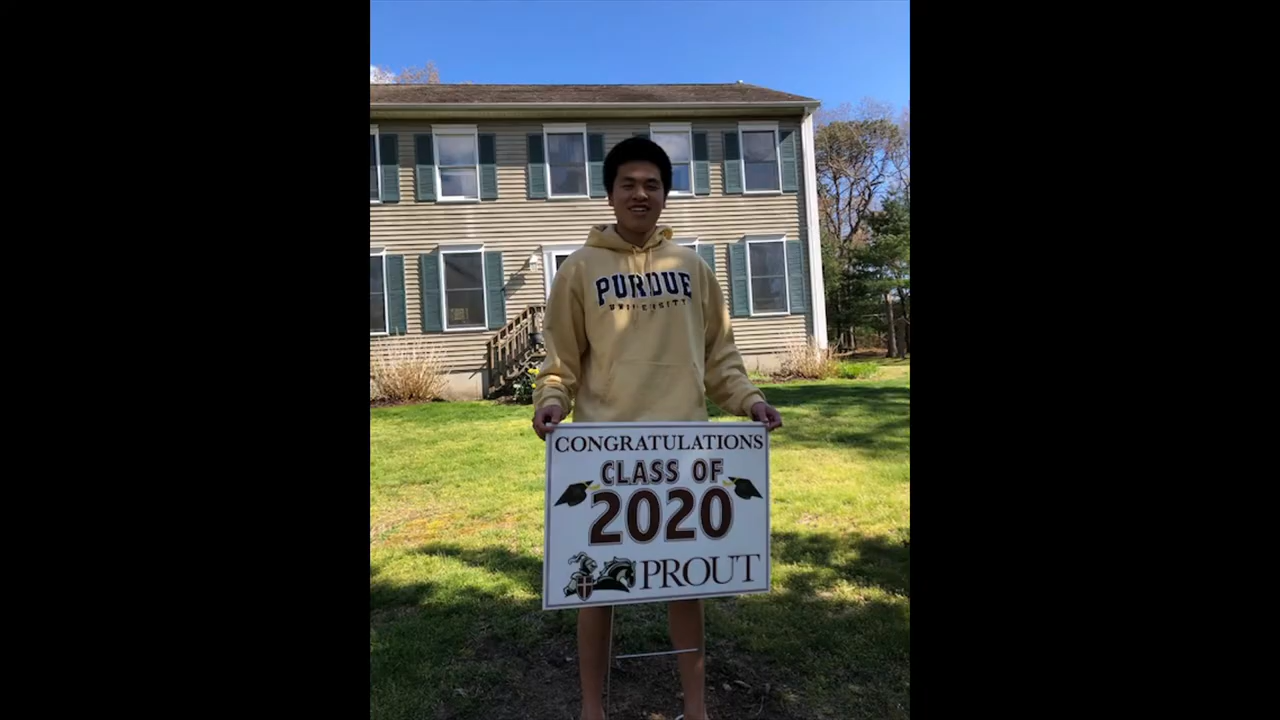 PURDUE
UNIVERSITY
CONGRATULATIONS
CLASS OF
2020
PROUT